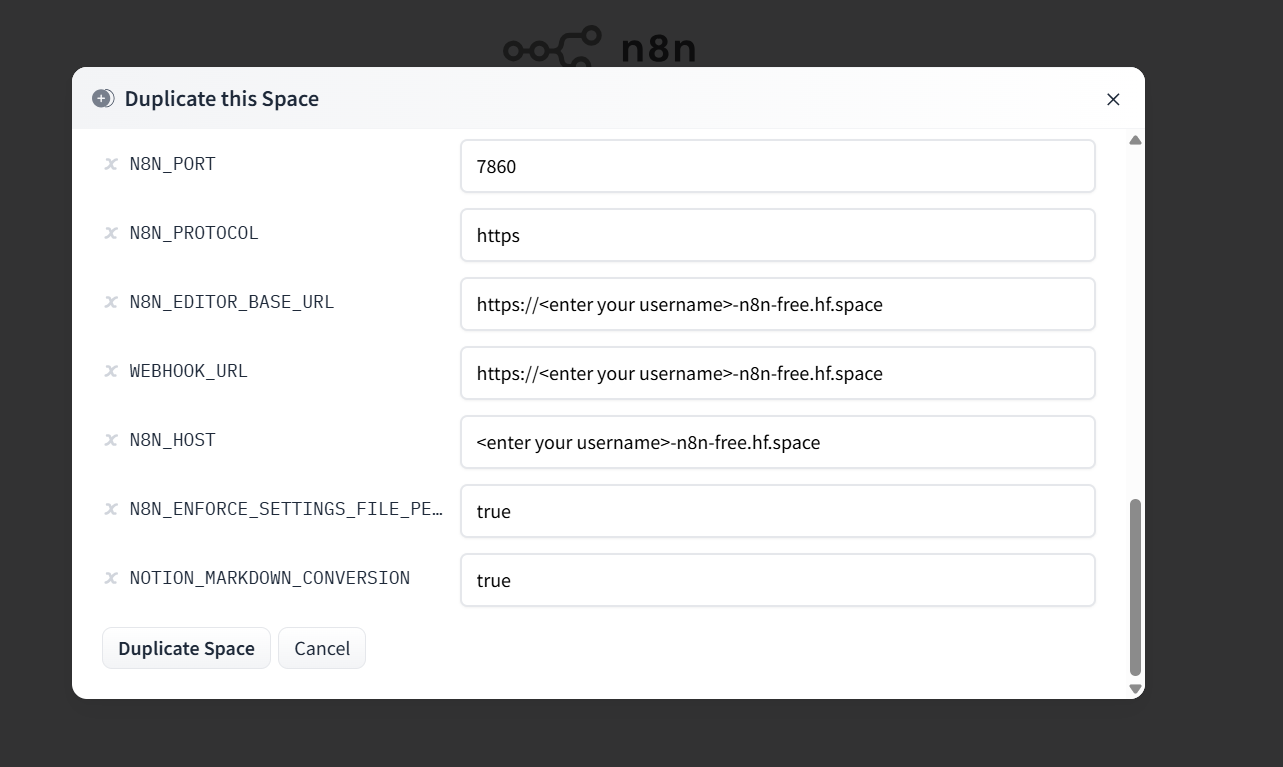 n8n
Duplicate this Space
N8N_PORT
7860
N8N_PROTOCOL
https
N8N_EDITOR_BASE_URL
https://<enter your username>-n8n-free.hf.space
WEBHOOK_URL
https://<enter your username>-n8n-free.hf.space
N8N_HOST
<enter your username>-n8n-free.hf.space
N8N_ENFORCE_SETTINGS_FILE_PE…
true
NOTION_MARKDOWN_CONVERSION
true
Duplicate Space
Cancel